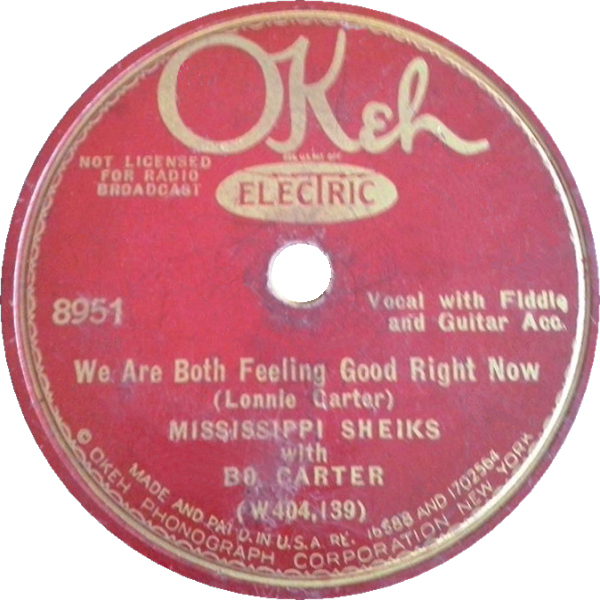 OKeh
NOT LICENSED
FOR RADIO
BROADCAST
ELECTRIC
8951
Vocal with Fiddle
and Guitar Acc.
We Are Both Feeling Good Right Now
(Lonnie Carter)
MISSISSIPPI SHEIKS
with
BO CARTER
(W404,139)
MADE AND PAT'D. IN U.S.A. RE. 16588 AND 1702564
© OKEH PHONOGRAPH CORPORATION NEW YORK